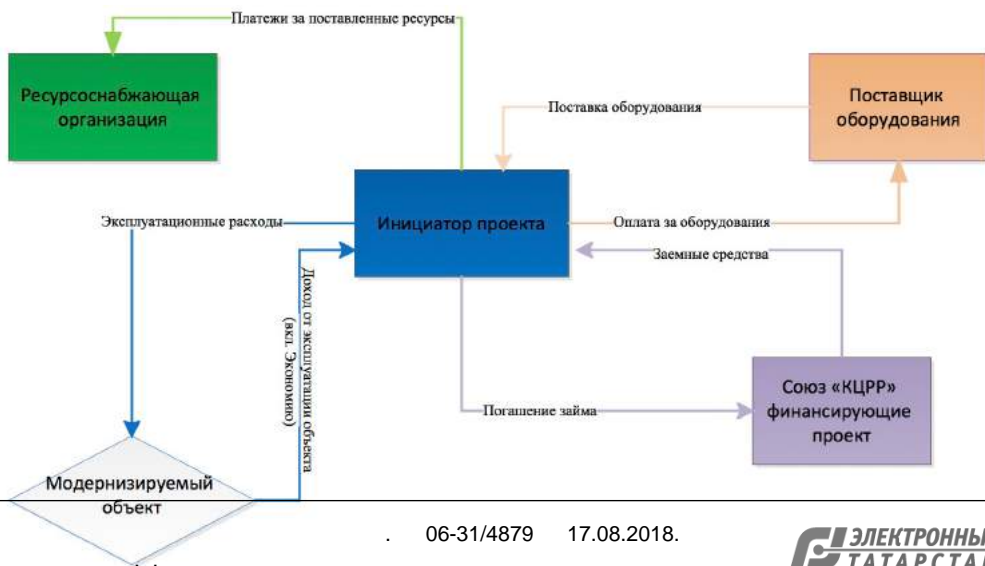 Платежи за поставленные ресурсы
Ресурсоснабжающая
организация
Поставщик
оборудования
Поставка оборудования
Инициатор проекта
Эксплуатационные расходы
Оплата за оборудования
Заемные средства
Доход от эксплуатации объекта
(вкл. Экономию)
Союз «КЦРР»
финансирующие
проект
Погашение займа
Модернизируемый
объект
. 06-31/4879 17.08.2018.
ЭЛЕКТРОННЫ
ТАТАРСТА